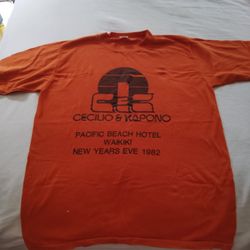 C&K
CECILIO & KAPONO
PACIFIC BEACH HOTEL
WAIKIKI
NEW YEARS EVE 1982